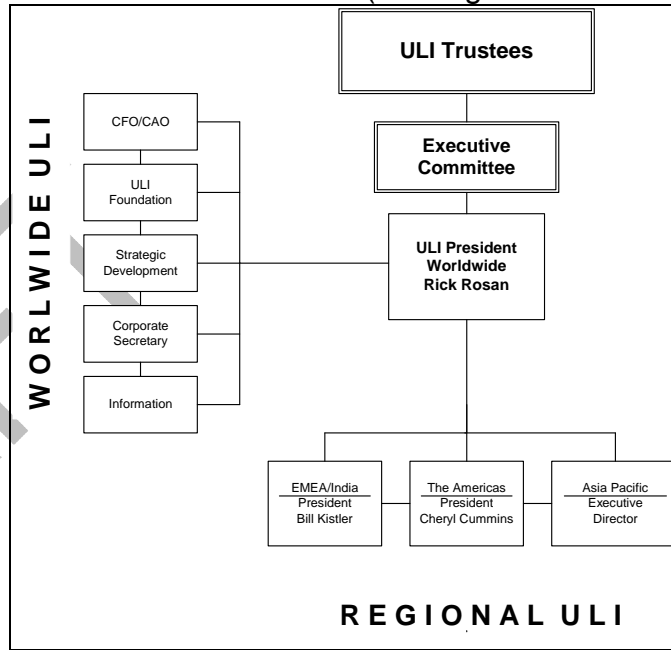 ULI Trustees
Executive
Committee
ULI President
Worldwide
Rick Rosan
CFO/CAO
ULI
Foundation
Strategic
Development
Corporate
Secretary
Information
WORLWIDE ULI
EMEA/India
President
Bill Kistler
The Americas
President
Cheryl Cummins
Asia Pacific
Executive
Director
REGIONAL ULI